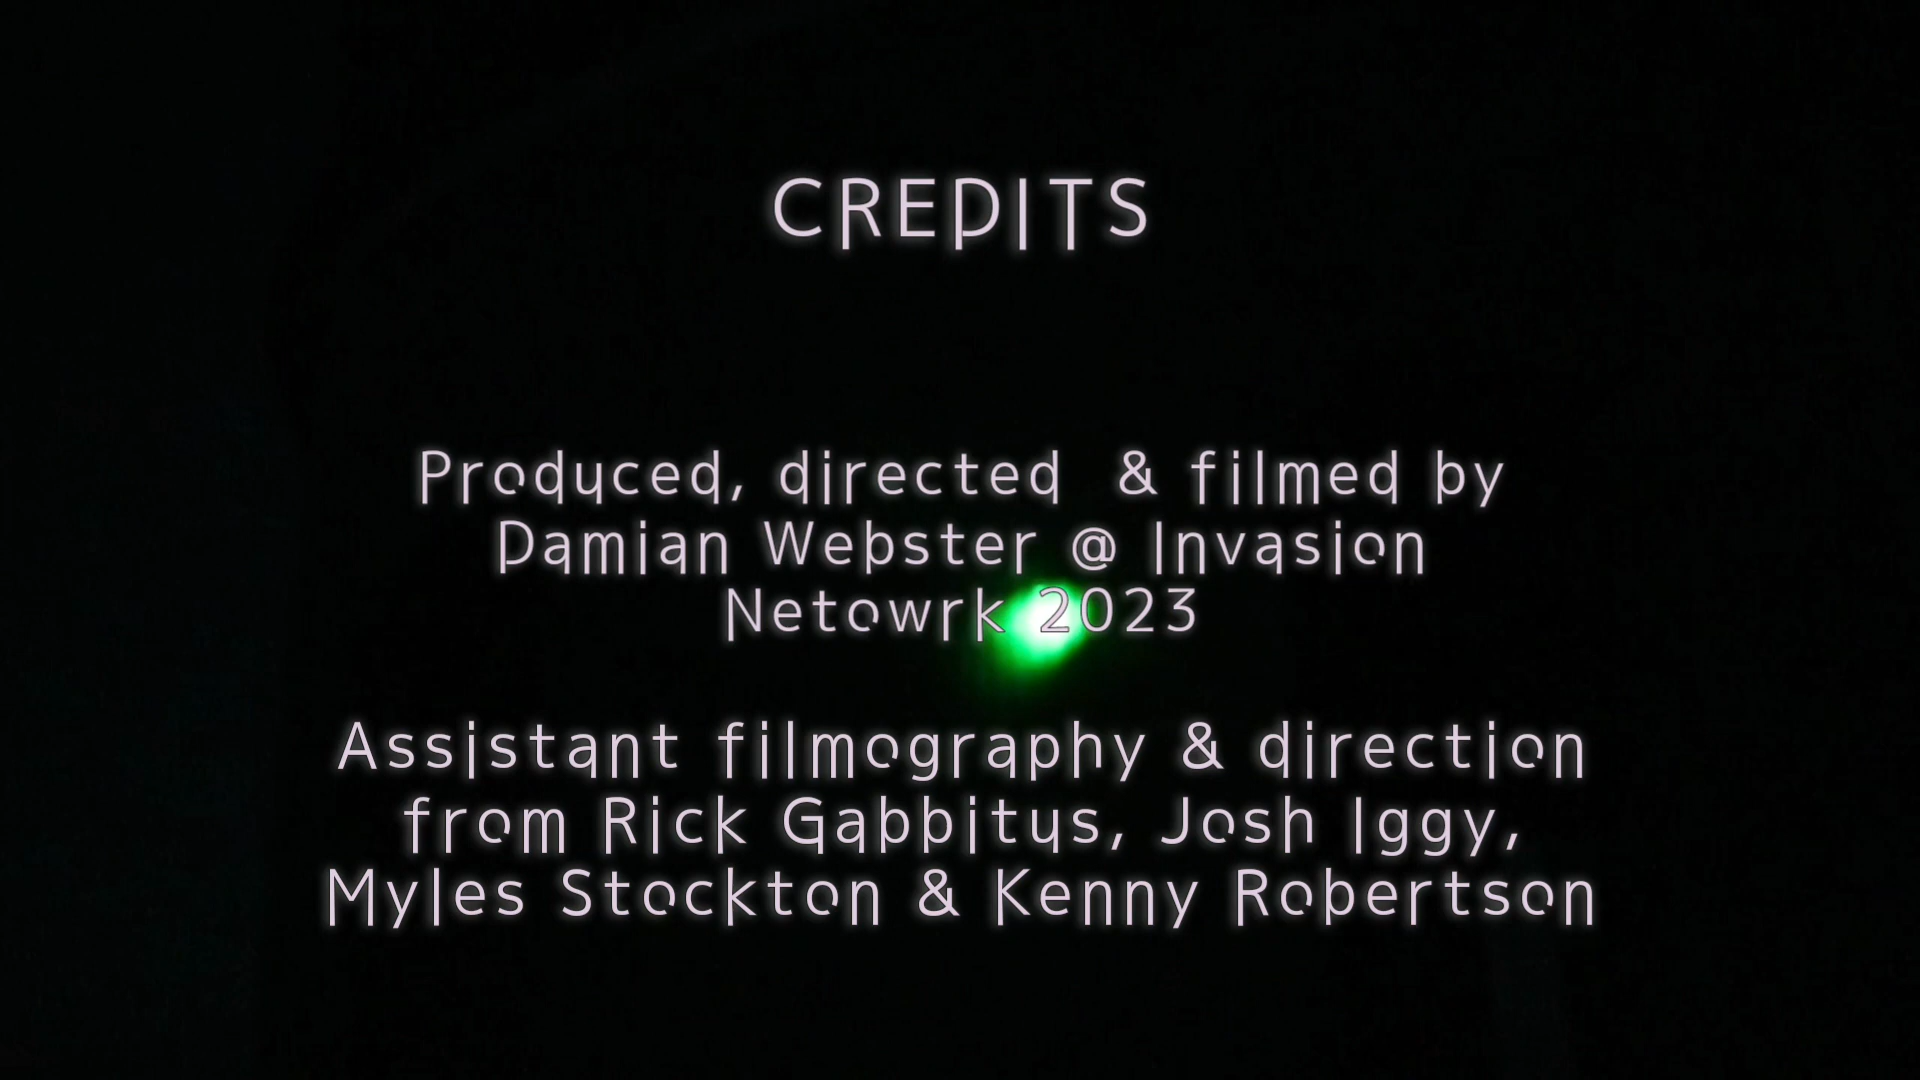 CREDITS
Produced, directed & filmed by
Damian Webster @ Invasion
Netowrk 2023
Assistant filmography & direction
from Rick Gabbitus, Josh Iggy,
Myles Stockton & Kenny Robertson